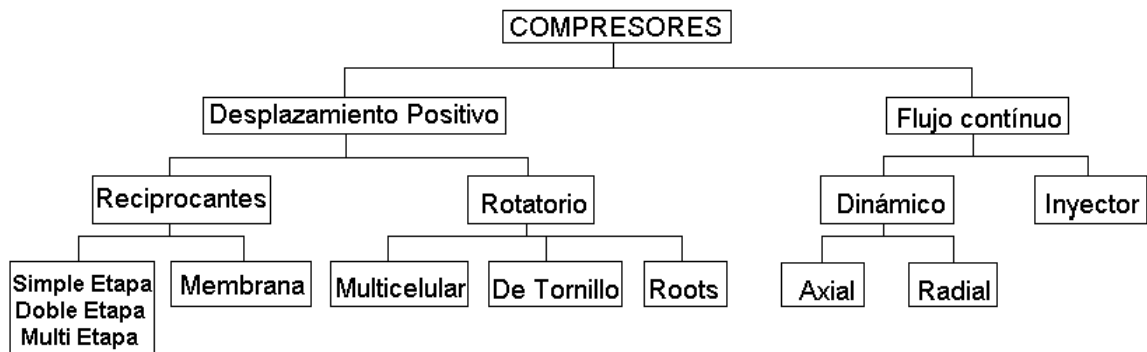 COMPRESORES
Desplazamiento Positivo
Flujo contínuo
Reciprocantes
Rotatorio
Dinámico
Inyector
Simple Etapa
Doble Etapa
Multi Etapa
Membrana
Multicelular
De Tornillo
Roots
Axial
Radial